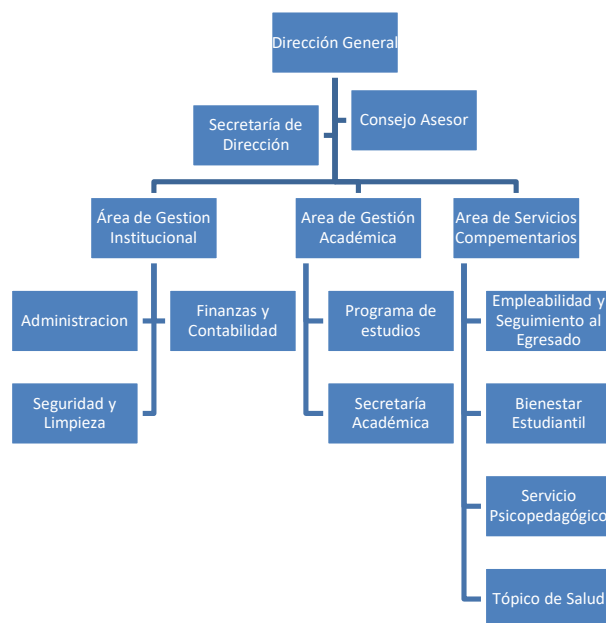 Dirección General
Consejo Asesor
Secretaría de
Dirección
Área de Gestion
Institucional
Area de Gestión
Académica
Area de Servicios
Compementarios
Administracion
Finanzas y
Contabilidad
Programa de
estudios
Empleabilidad y
Seguimiento al
Egresado
Seguridad y
Limpieza
Secretaría
Académica
Bienestar
Estudiantil
Servicio
Psicopedagógico
Tópico de Salud